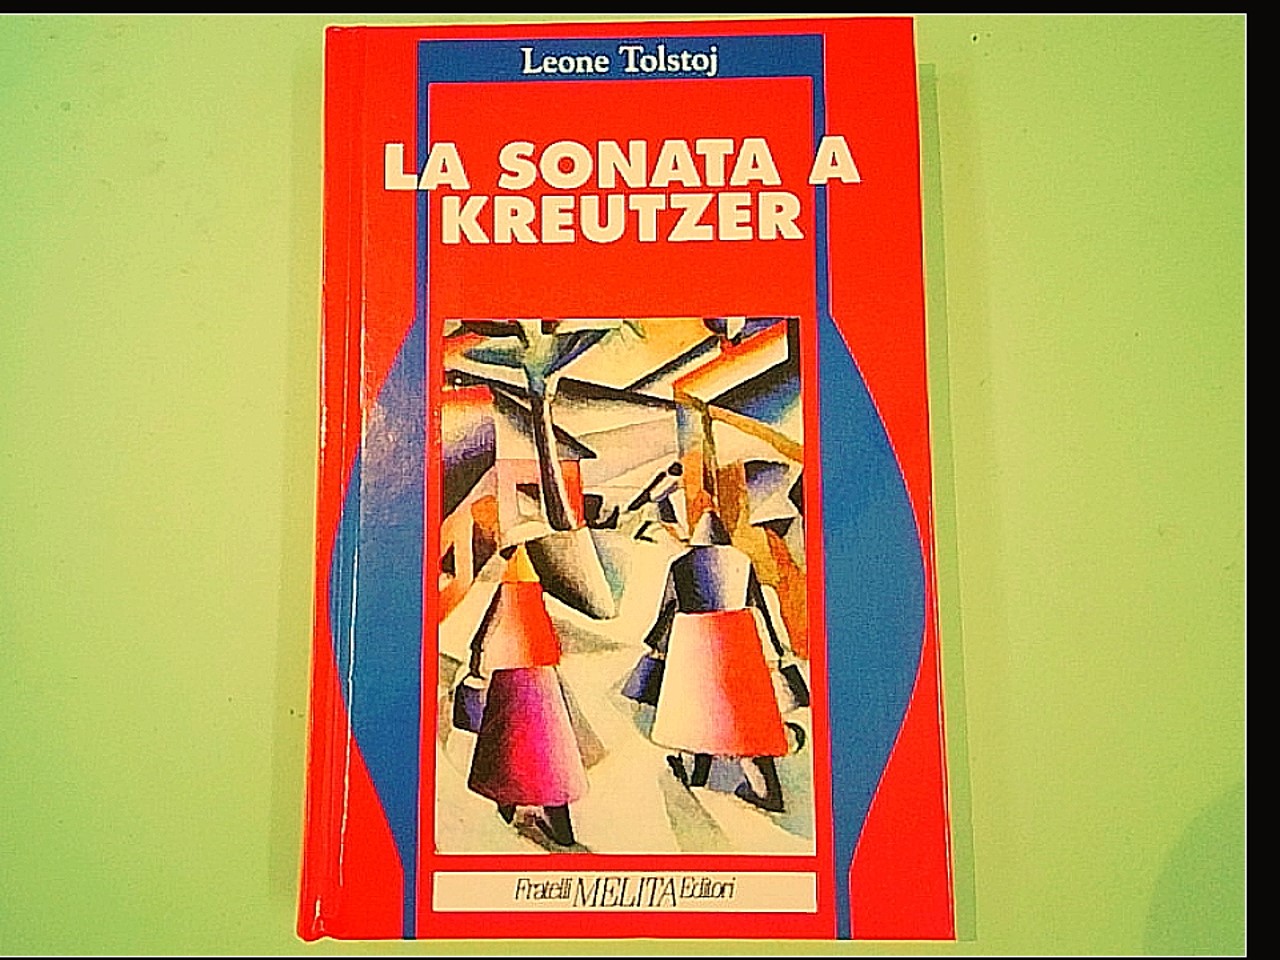 Leone Tolstoj
LA SONATA A
KREUTZER
Fratelli MELITA Editori